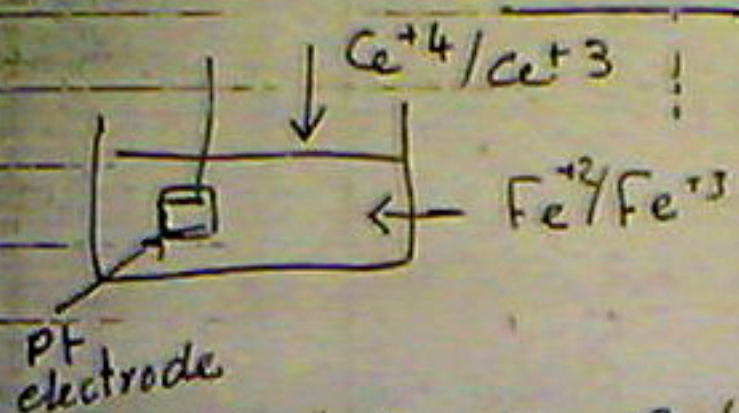 Ce⁺⁴/Ce⁺3
Fe⁺²/Fe⁺³
Pt
electrode